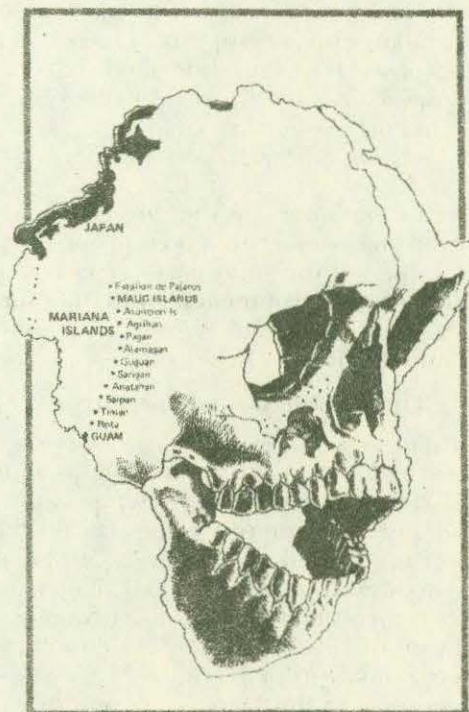 JAPAN
Farallon de Pajaros
MAUG ISLANDS
Asuncion Is
MARIANA
ISLANDS
Agrihan
Pagan
Alamagan
Guguan
Sarigan
Anatahan
Saipan
Tinian
Rota
GUAM